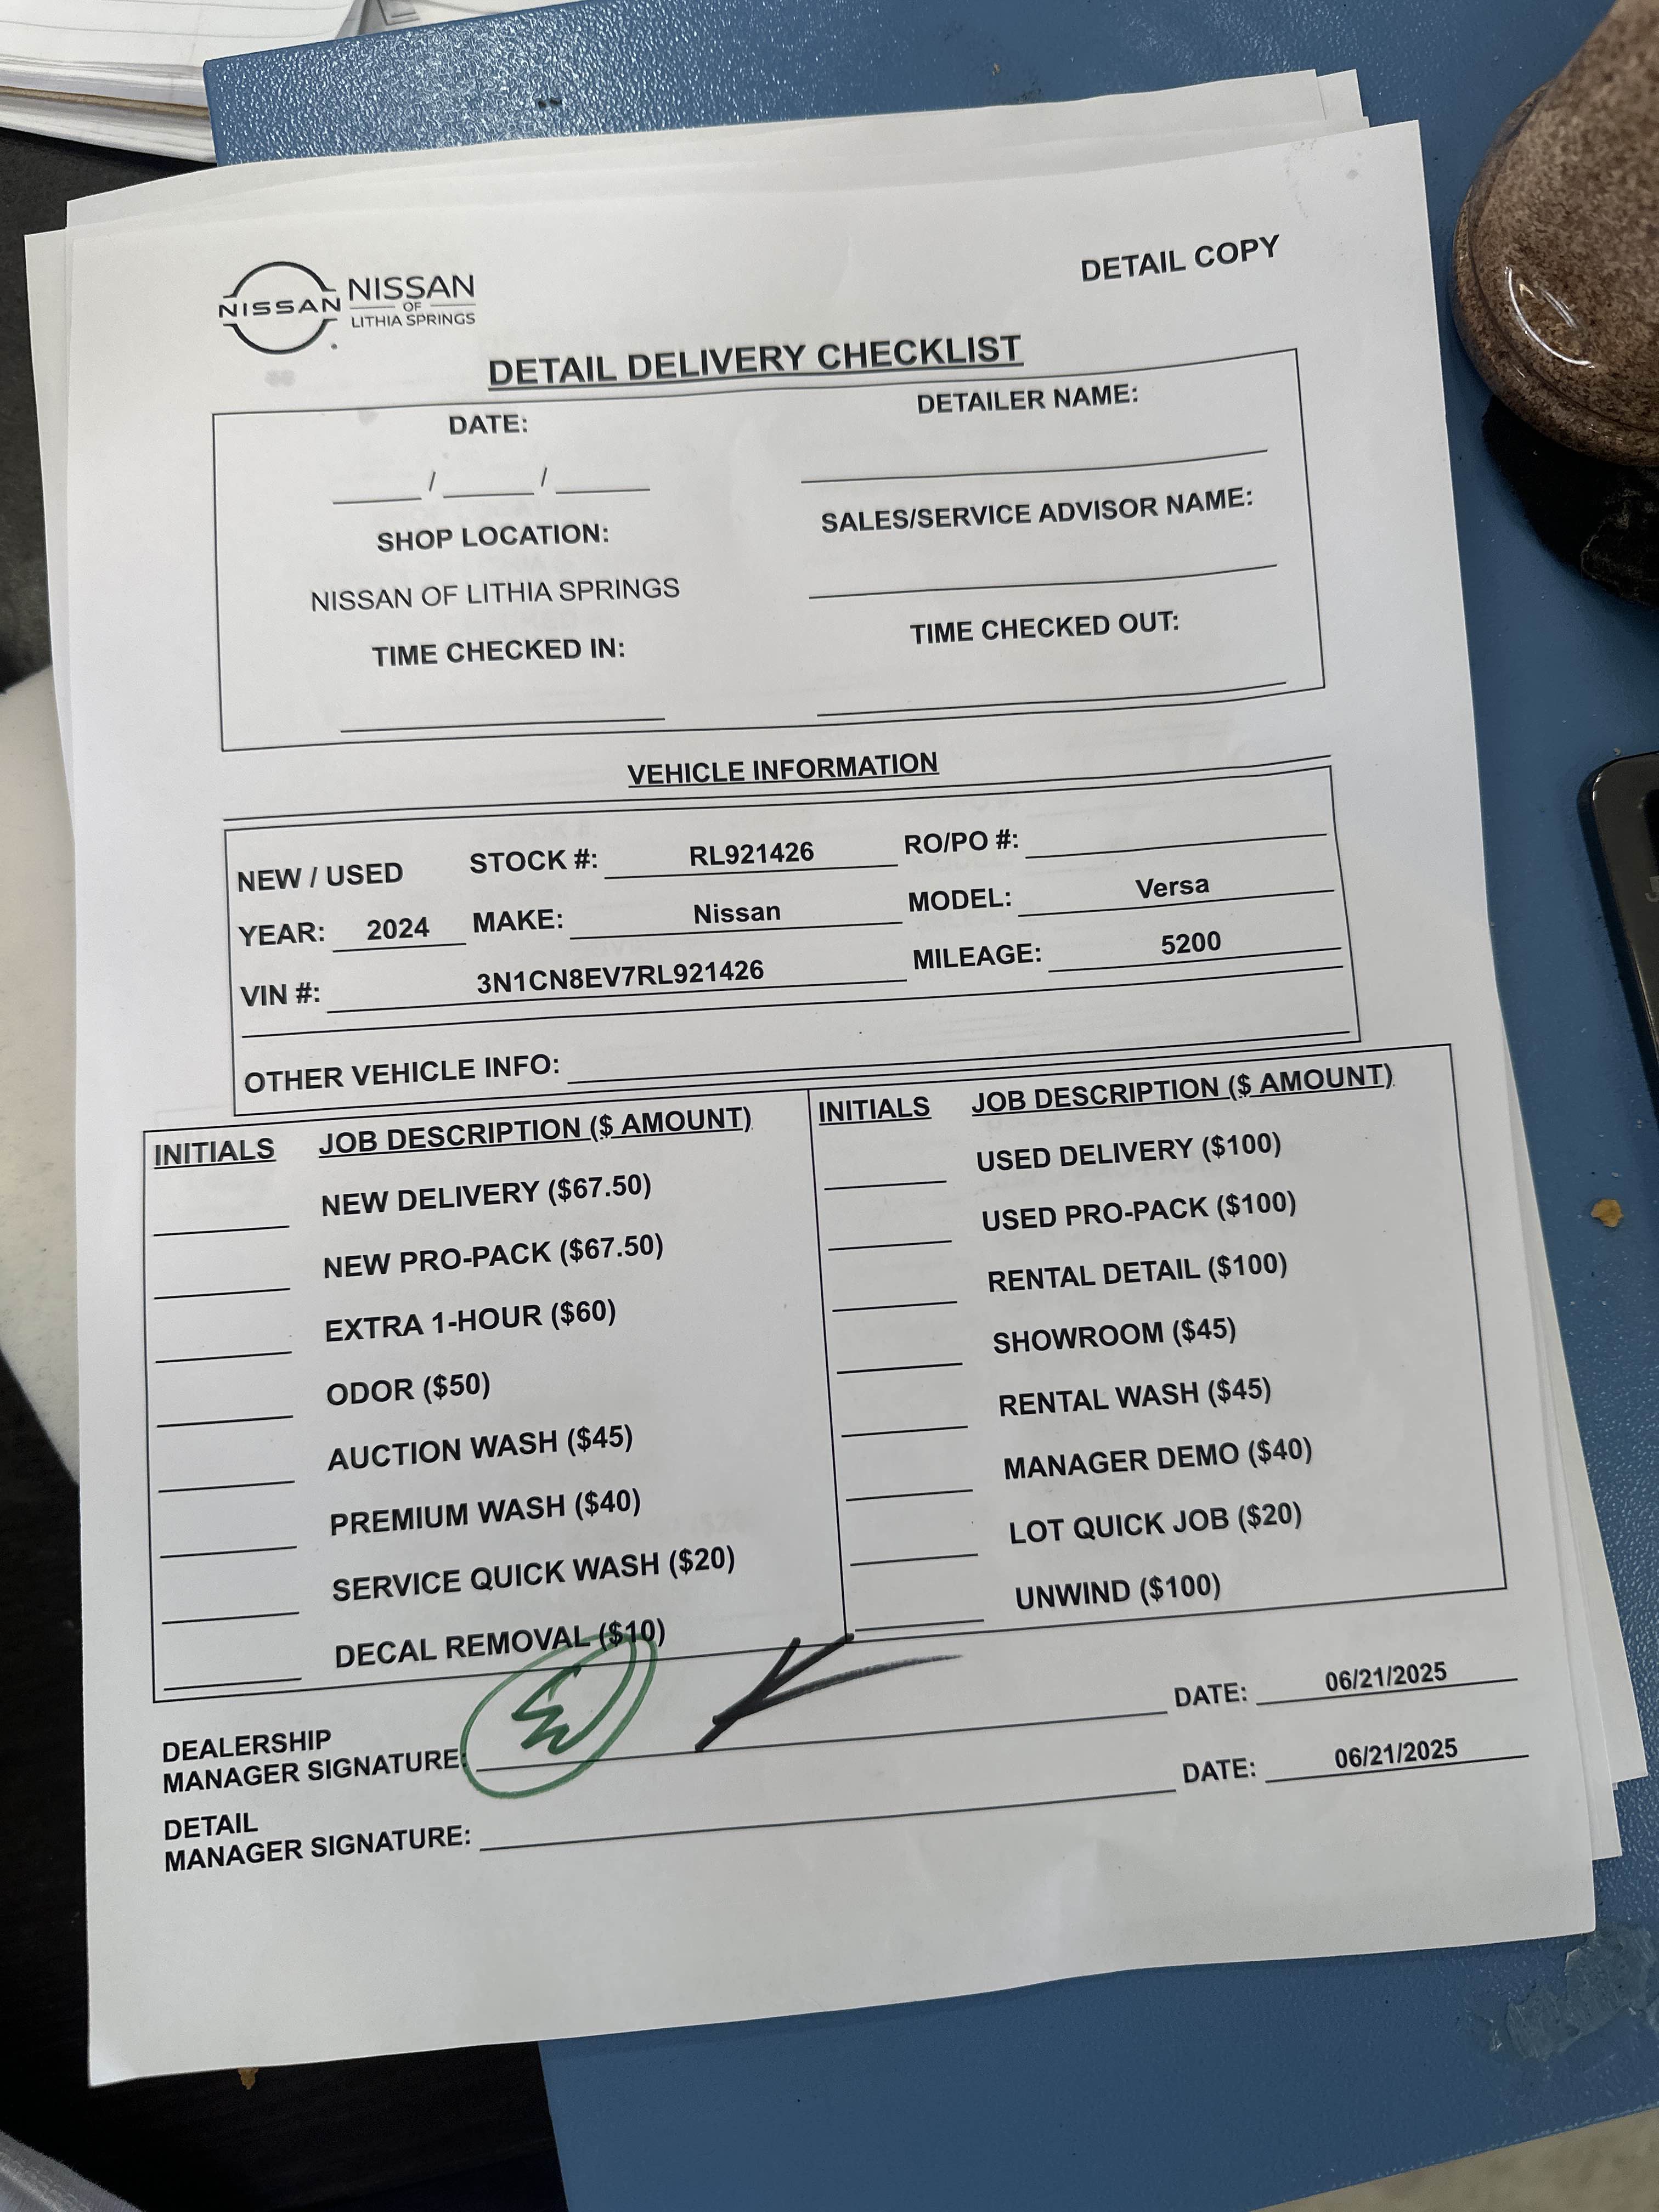 DETAIL COPY
NISSAN
NISSAN
OF
LITHIA SPRINGS
DETAIL DELIVERY CHECKLIST
DATE:
DETAILER NAME:
/ /
SHOP LOCATION:
SALES/SERVICE ADVISOR NAME:
NISSAN OF LITHIA SPRINGS
TIME CHECKED IN:
TIME CHECKED OUT:
VEHICLE INFORMATION
NEW / USED STOCK #: RL921426 RO/PO #:
YEAR: 2024 MAKE: Nissan MODEL: Versa
VIN #: 3N1CN8EV7RL921426 MILEAGE: 5200
OTHER VEHICLE INFO:
INITIALS JOB DESCRIPTION ($ AMOUNT)
NEW DELIVERY ($67.50)
NEW PRO-PACK ($67.50)
EXTRA 1-HOUR ($60)
ODOR ($50)
AUCTION WASH ($45)
PREMIUM WASH ($40)
SERVICE QUICK WASH ($20)
DECAL REMOVAL ($10)
INITIALS JOB DESCRIPTION ($ AMOUNT)
USED DELIVERY ($100)
USED PRO-PACK ($100)
RENTAL DETAIL ($100)
SHOWROOM ($45)
RENTAL WASH ($45)
MANAGER DEMO ($40)
LOT QUICK JOB ($20)
UNWIND ($100)
DEALERSHIP
MANAGER SIGNATURE: DATE: 06/21/2025
DETAIL
MANAGER SIGNATURE: DATE: 06/21/2025